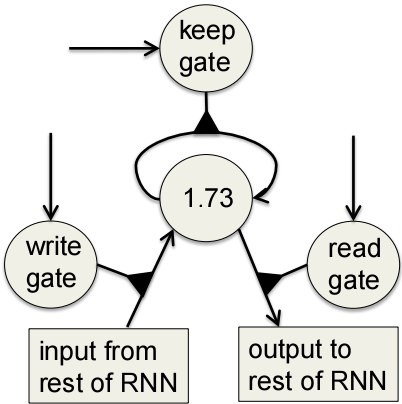 keep
gate
1.73
write
gate
read
gate
input from
rest of RNN
output to
rest of RNN